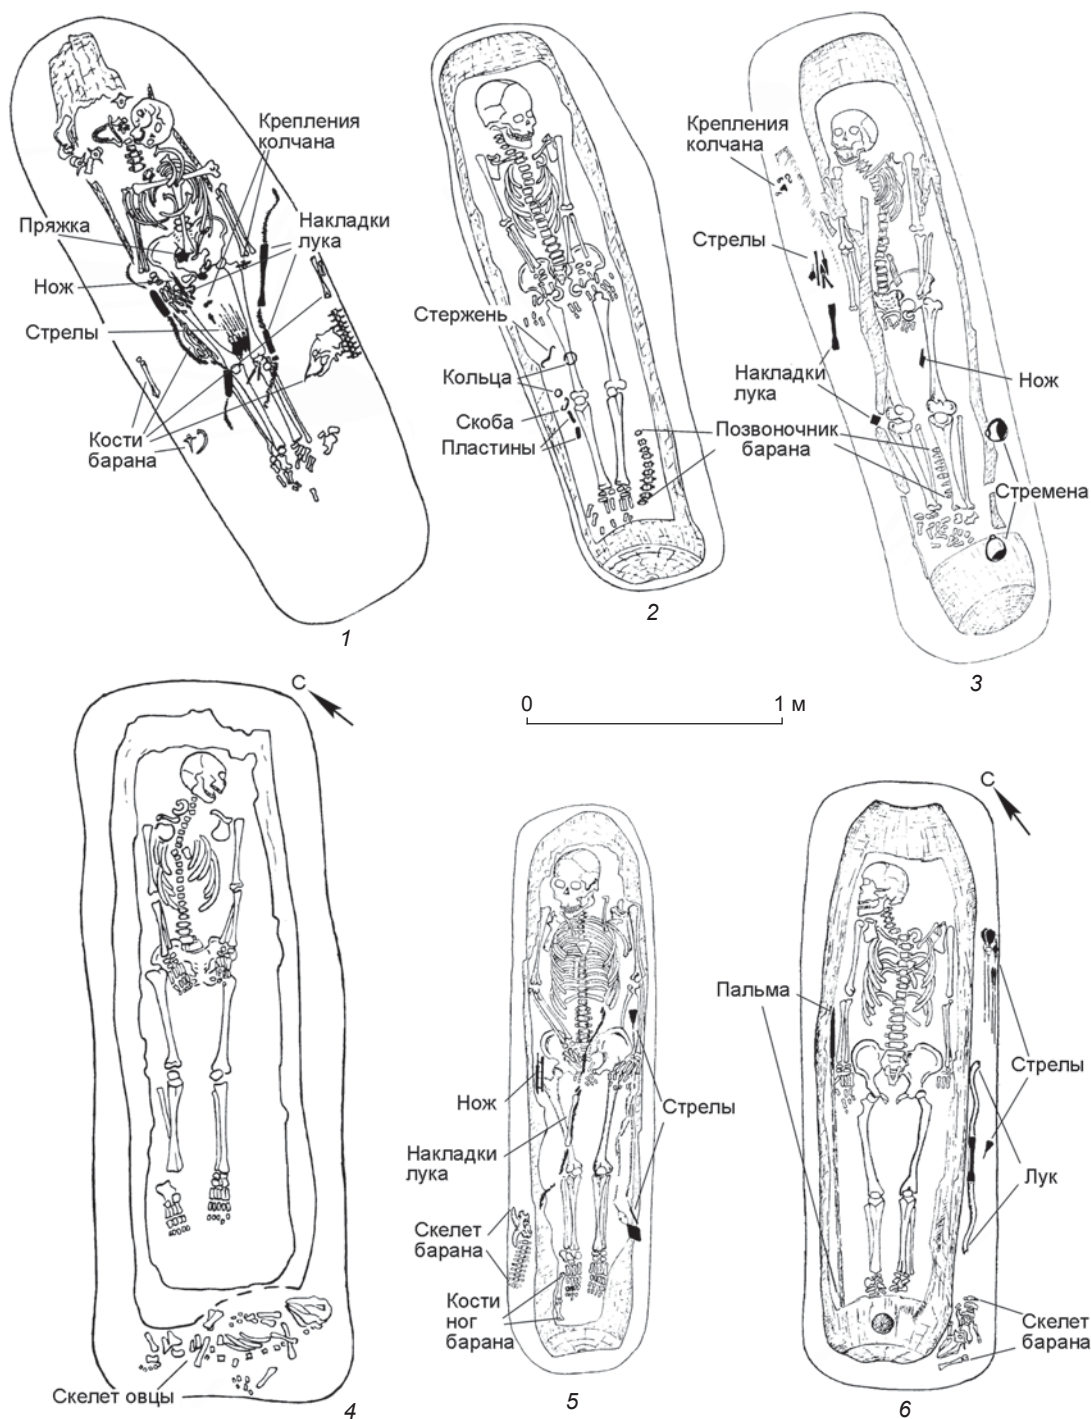 Крепления
колчана
Пряжка
Накладки
лука
Нож
Стрелы
Кости
барана
1
Стержень
Кольца
Скоба
Пластины
Позвоночник
барана
2
Крепления
колчана
Стрелы
Накладки
лука
Нож
Стремена
3
С
Скелет овцы
4
0 1 м
Нож
Накладки
лука
Стрелы
Скелет
барана
Кости
ног
барана
5
С
Пальма
Стрелы
Лук
Скелет
барана
6